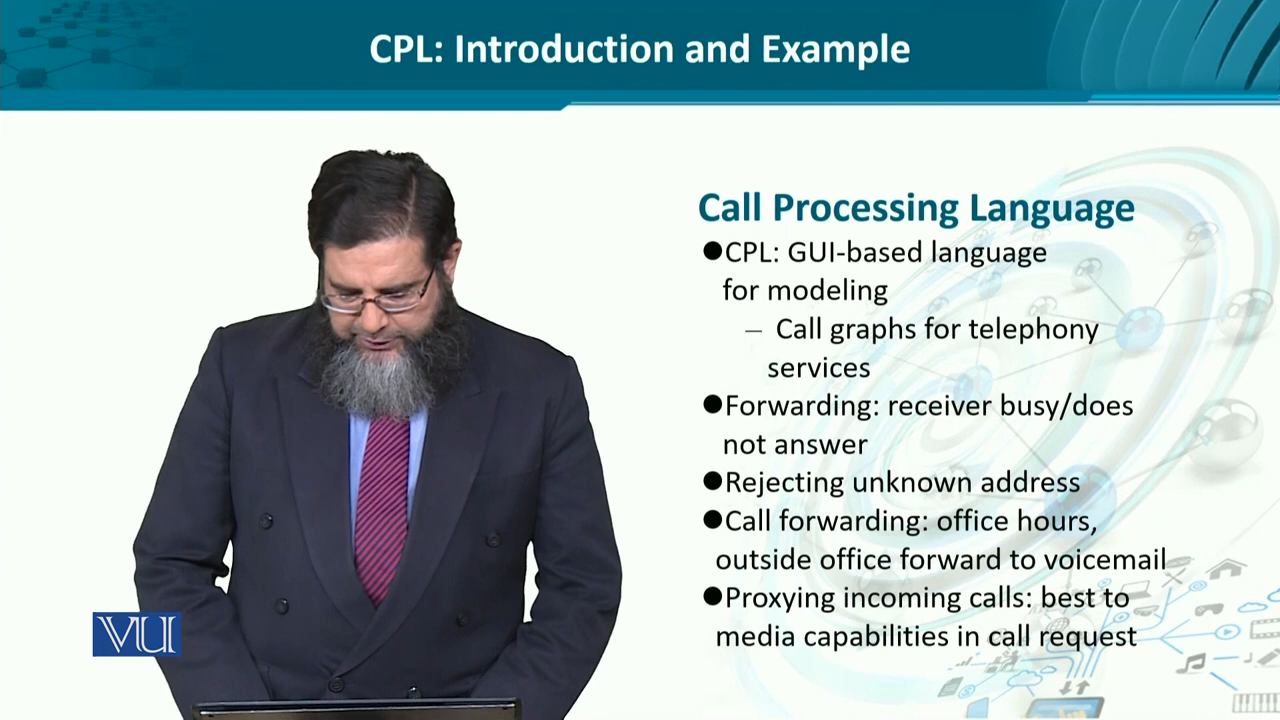 CPL: Introduction and Example
Call Processing Language
●CPL: GUI-based language
for modeling
– Call graphs for telephony
services
●Forwarding: receiver busy/does
not answer
●Rejecting unknown address
●Call forwarding: office hours,
outside office forward to voicemail
●Proxying incoming calls: best to
media capabilities in call request
VU